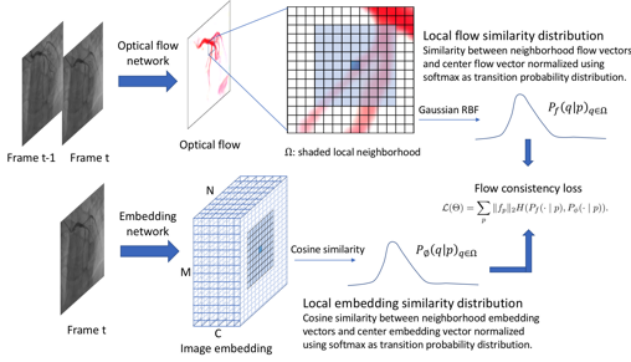 Optical flow
network
Frame t-1
Frame t
Optical flow
Ω: shaded local neighborhood
Local flow similarity distribution
Similarity between neighborhood flow vectors
and center flow vector normalized using
softmax as transition probability distribution.
Gaussian RBF
P_f(q|p)_{q∈Ω}
Flow consistency loss
ℒ(Θ) = ∑_p ||f_p||₂H(P_f(· | p), P_ø(· | p)).
Embedding
network
Frame t
N
M
C
Image embedding
Cosine similarity
P_∅(q|p)_{q∈Ω}
Local embedding similarity distribution
Cosine similarity between neighborhood embedding
vectors and center embedding vector normalized
using softmax as transition probability distribution.